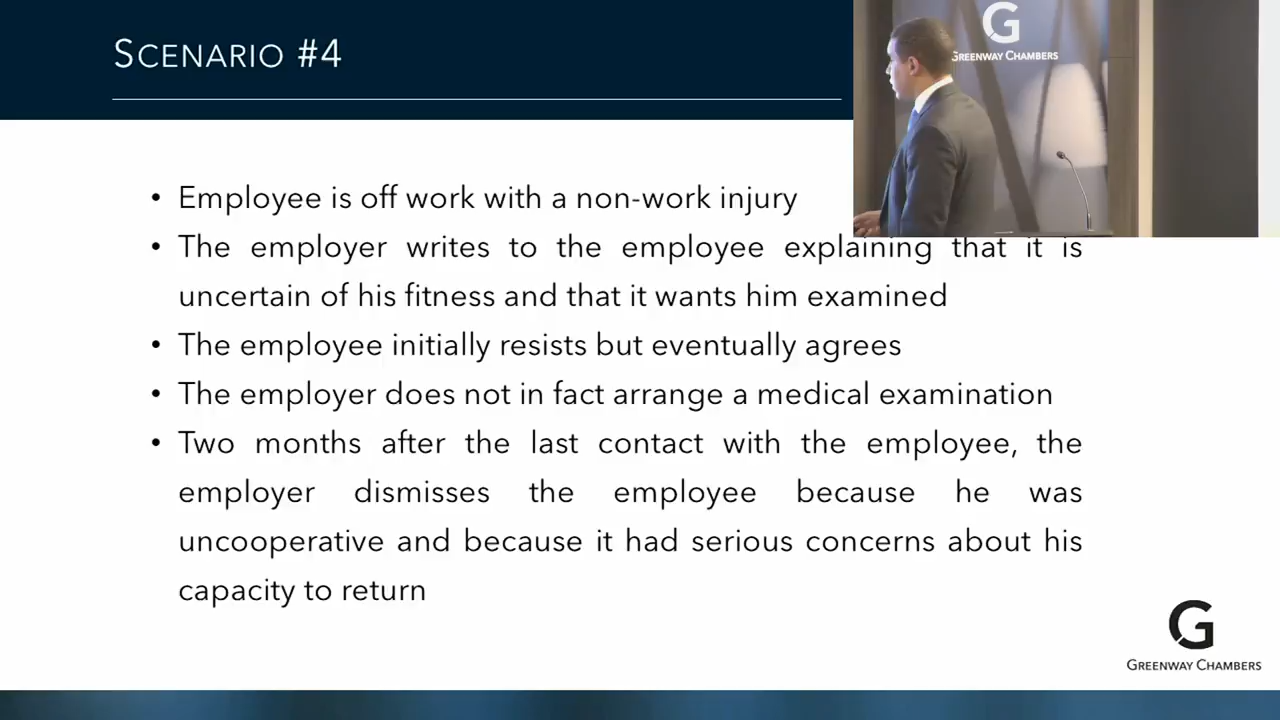 SCENARIO #4
G
GREENWAY CHAMBERS
• Employee is off work with a non-work injury
• The employer writes to the employee explaining that it is
uncertain of his fitness and that it wants him examined
• The employee initially resists but eventually agrees
• The employer does not in fact arrange a medical examination
• Two months after the last contact with the employee, the
employer dismisses the employee because he was
uncooperative and because it had serious concerns about his
capacity to return
G
GREENWAY CHAMBERS